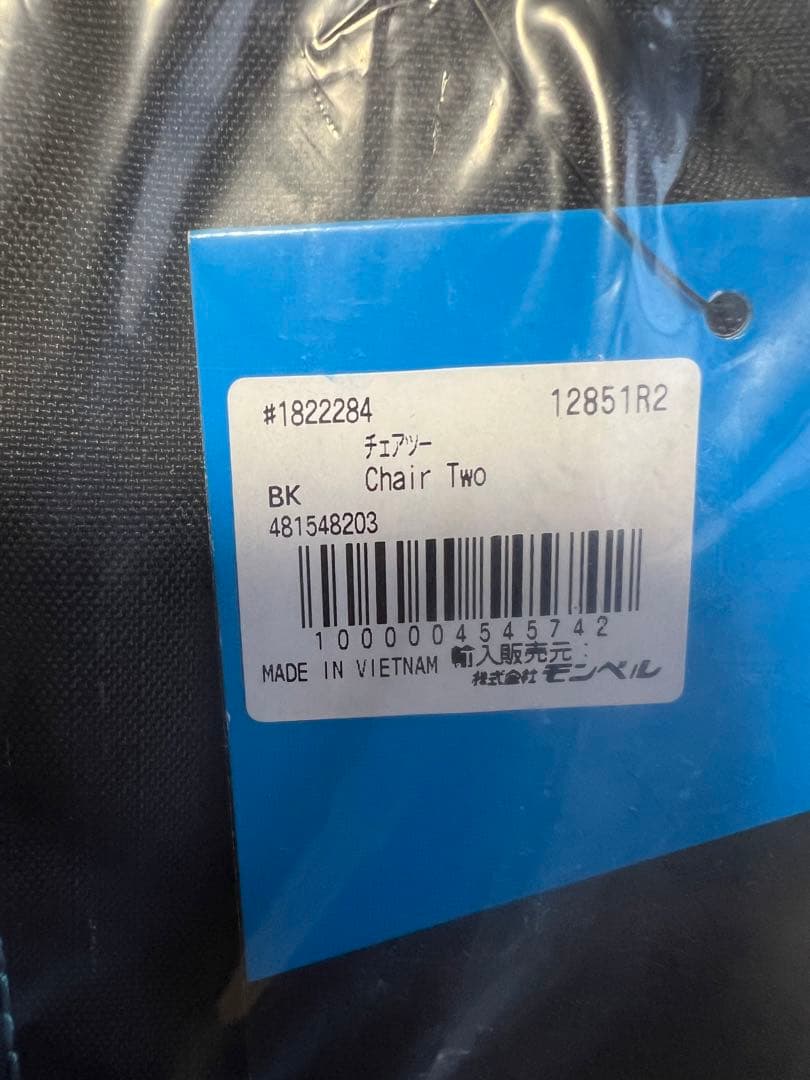 #1822284 12851R2
チェアツー
BK Chair Two
481548203
1000004545742
MADE IN VIETNAM 輸入販売元:
株式会社 モンベル